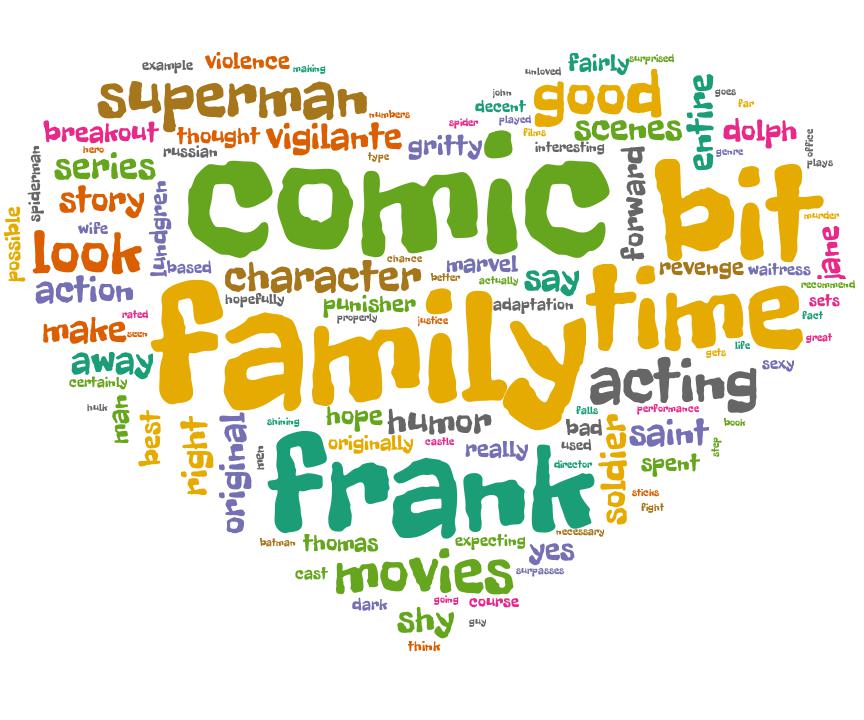 example
violence
making
unloved
fairly
surprised
superman
numbers
john
decent
good
entire
goes
far
breakout
thought
vigilante
spider
played
films
scenes
dolph
hero
russian
type
gritty
interesting
genre
office
plays
spiderman
series
comic
forward
bit
story
lundgren
murder
possible
wife
look
based
character
chance
better
marvel
actually
say
revenge
waitress
jane
recommend
action
hopefully
punisher
properly
adaptation
time
sets
fact
rated
make
seen
family
justice
great
gets
life
away
certainly
acting
sexy
hulk
man
best
right
original
shining
hope
humor
falls
performance
book
men
originally
castle
really
bad
used
soldier
saint
step
director
spent
frank
sticks
fight
necessary
batman
thomas
expecting
yes
cast
movies
surpasses
dark
going
course
shy
guy
think